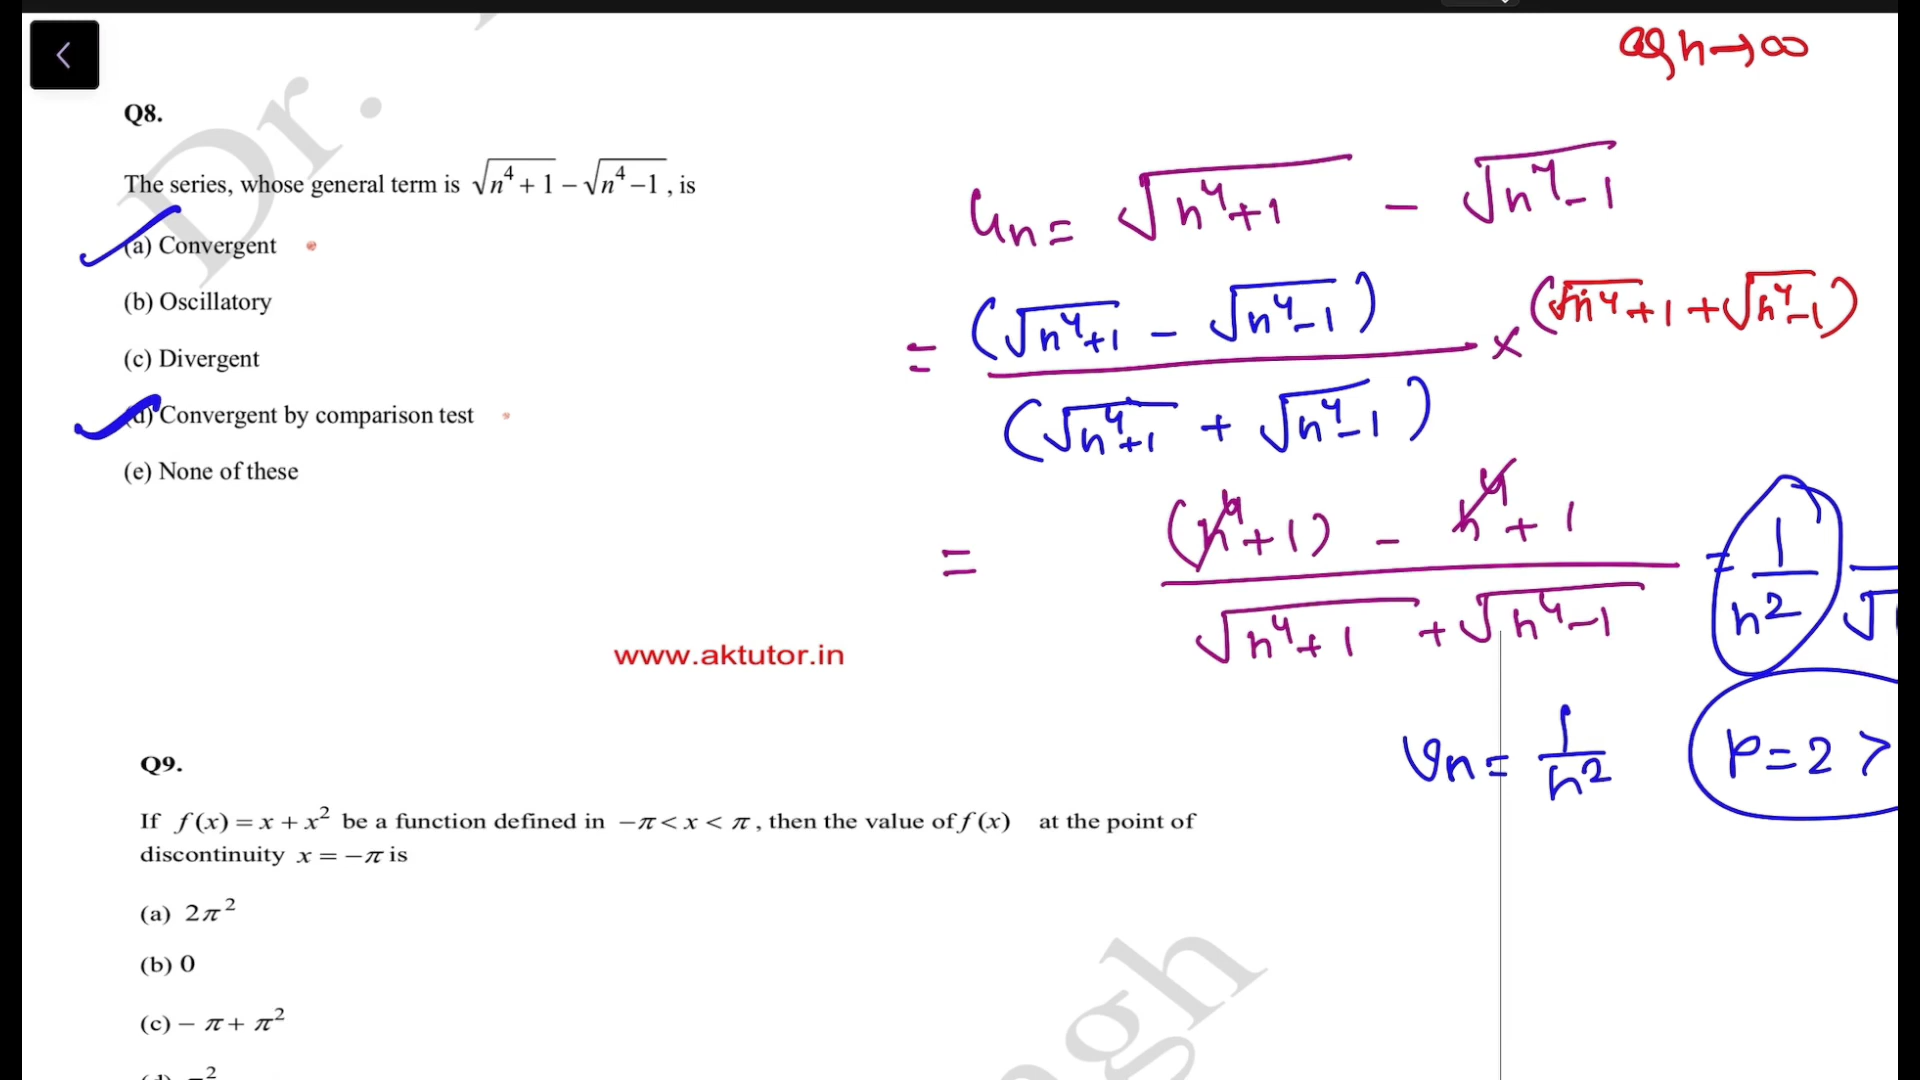 as n→∞
Dr.
Q8.
The series, whose general term is √(n⁴ + 1) – √(n⁴ –1) , is
(a) Convergent
(b) Oscillatory
(c) Divergent
(d) Convergent by comparison test
(e) None of these
www.aktutor.in
uₙ = √(n⁴+1) – √(n⁴–1)
= (√(n⁴+1) – √(n⁴–1)) / (√(n⁴+1) + √(n⁴–1)) × (√(n⁴+1) + √(n⁴–1))
= ((n⁴+1) – n⁴+1) / (√(n⁴+1) + √(n⁴–1)) = 1/n²
vₙ = 1/n²
p=2 >
Q9.
If f(x) = x + x² be a function defined in –π < x < π, then the value of f(x) at the point of
discontinuity x = –π is
(a) 2π²
(b) 0
(c) – π + π²
gh